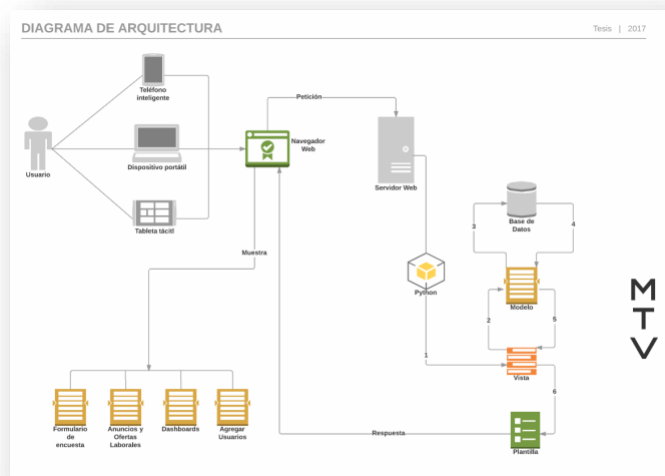 DIAGRAMA DE ARQUITECTURA
Tesis | 2017
Teléfono
inteligente
Petición
Navegador
Web
Usuario
Dispositivo portátil
Servidor Web
Tableta táctil
Base de
Datos
3
4
Muestra
Python
Modelo
2
5
M
T
V
1
Vista
6
Formulario
de
encuesta
Anuncios y
Ofertas
Laborales
Dashboards
Agregar
Usuarios
Respuesta
Plantilla